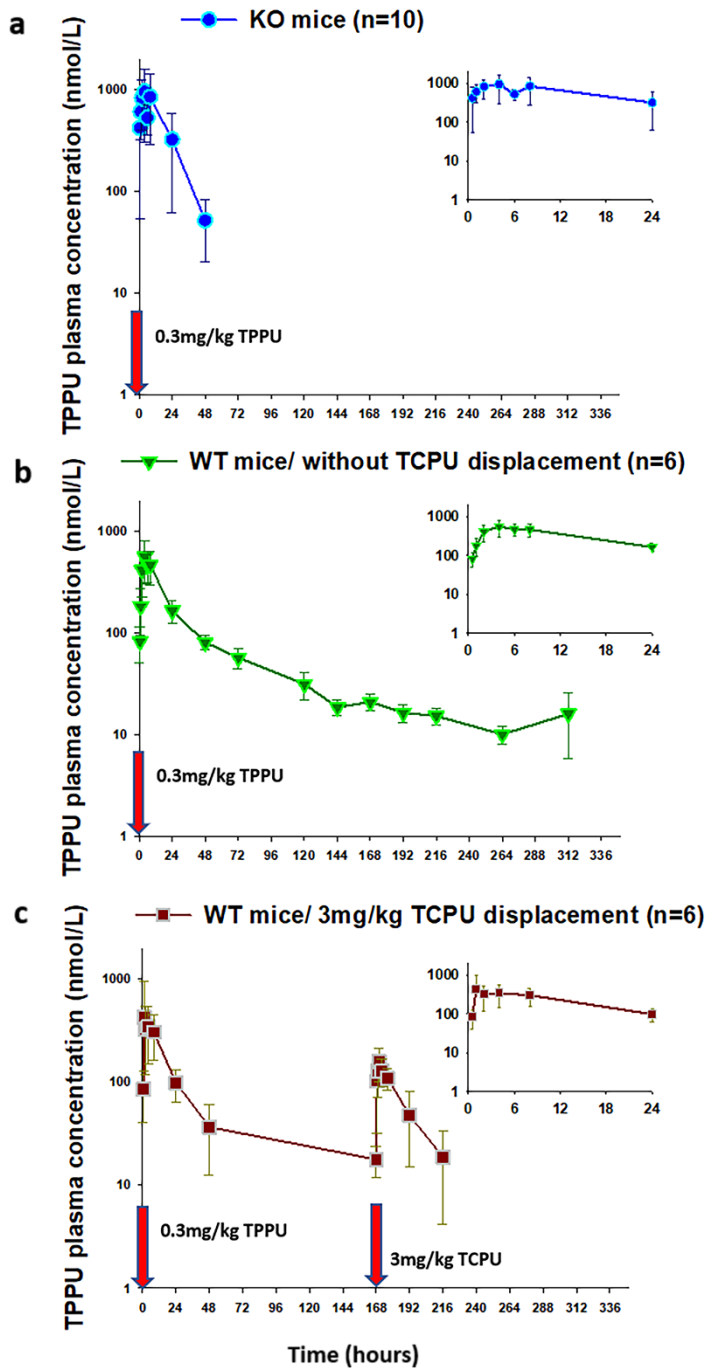 a
KO mice (n=10)
TPPU plasma concentration (nmol/L)
1000
100
10
1
0.3mg/kg TPPU
0 24 48 72 96 120 144 168 192 216 240 264 288 312 336
1000
100
10
1
0 6 12 18 24
b
WT mice/ without TCPU displacement (n=6)
TPPU plasma concentration (nmol/L)
1000
100
10
1
0.3mg/kg TPPU
0 24 48 72 96 120 144 168 192 216 240 264 288 312 336
1000
100
10
1
0 6 12 18 24
c
WT mice/ 3mg/kg TCPU displacement (n=6)
TPPU plasma concentration (nmol/L)
1000
100
10
1
0.3mg/kg TPPU
3mg/kg TCPU
0 24 48 72 96 120 144 168 192 216 240 264 288 312 336
1000
100
10
1
0 6 12 18 24
Time (hours)